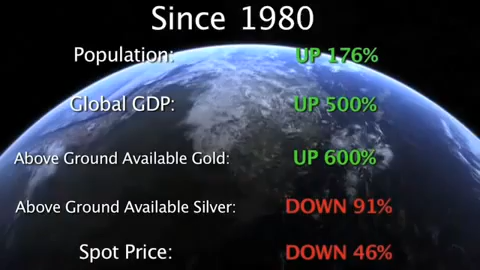 Since 1980
Population: UP 176%
Global GDP: UP 500%
Above Ground Available Gold: UP 600%
Above Ground Available Silver: DOWN 91%
Spot Price: DOWN 46%